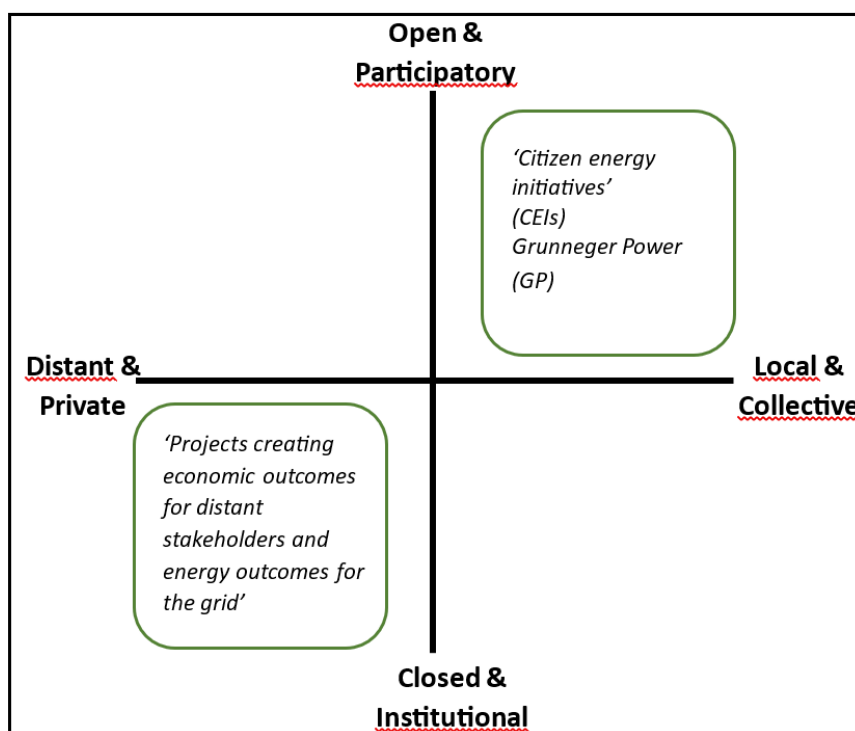 Open &
Participatory
‘Citizen energy
initiatives’
(CEIs)
Grunneger Power
(GP)
Distant &
Private
Local &
Collective
‘Projects creating
economic outcomes
for distant
stakeholders and
energy outcomes for
the grid’
Closed &
Institutional